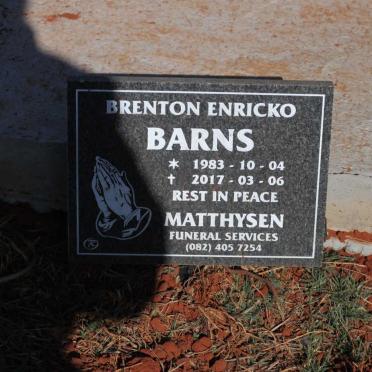 BRENTON ENRICKO
BARNS
* 1983 - 10 - 04
† 2017 - 03 - 06
REST IN PEACE
MATTHYSEN
FUNERAL SERVICES
(082) 405 7254